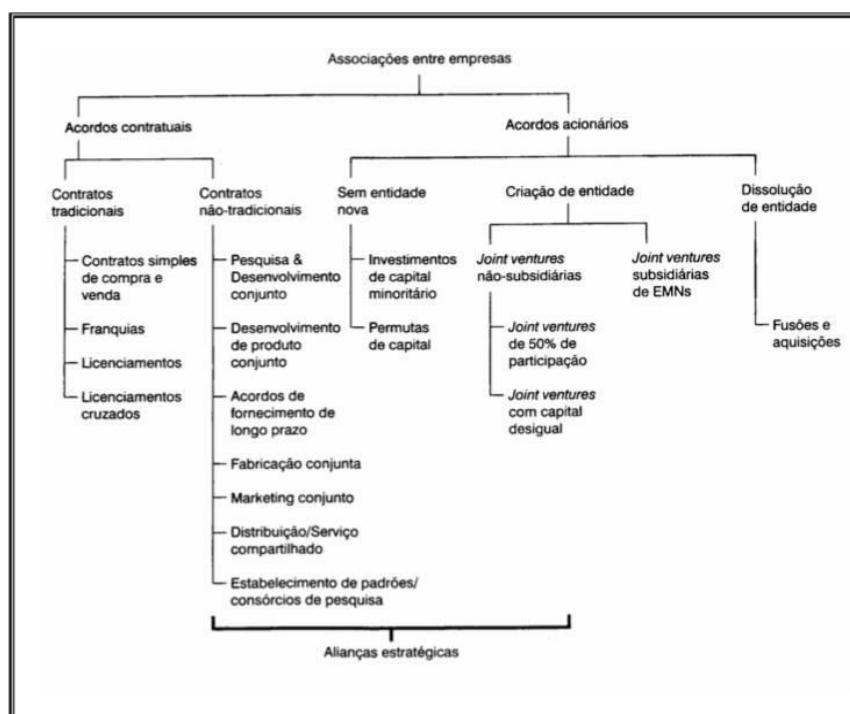 Associações entre empresas
Acordos contratuais
Acordos acionários
Contratos
tradicionais
Contratos
não-tradicionais
Sem entidade
nova
Criação de entidade
Dissolução
de entidade
Contratos simples
de compra e
venda
Franquias
Licenciamentos
Licenciamentos
cruzados
Pesquisa &
Desenvolvimento
conjunto
Desenvolvimento
de produto
conjunto
Acordos de
fornecimento de
longo prazo
Fabricação conjunta
Marketing conjunto
Distribuição/Serviço
compartilhado
Estabelecimento de padrões/
consórcios de pesquisa
Investimentos
de capital
minoritário
Permutas
de capital
Joint ventures
não-subsidiárias
Joint ventures
de 50% de
participação
Joint ventures
com capital
desigual
Joint ventures
subsidiárias
de EMNs
Fusões e
aquisições
Alianças estratégicas